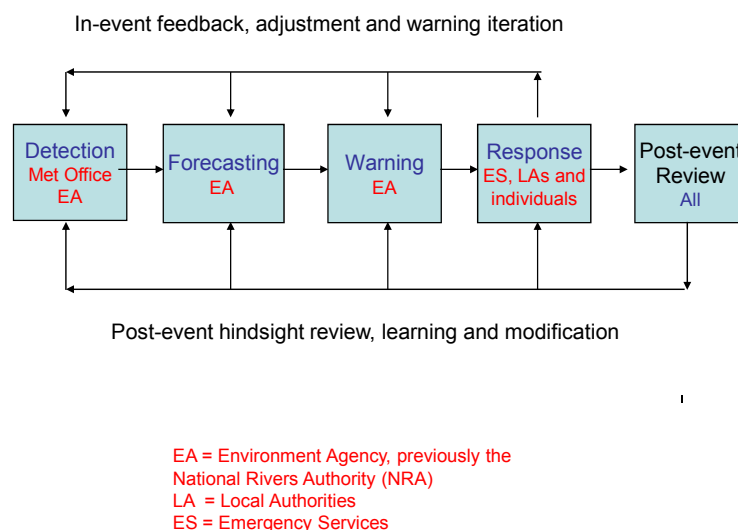 In-event feedback, adjustment and warning iteration
Detection
Met Office
EA
Forecasting
EA
Warning
EA
Response
ES, LAs and
individuals
Post-event
Review
All
Post-event hindsight review, learning and modification
EA = Environment Agency, previously the
National Rivers Authority (NRA)
LA = Local Authorities
ES = Emergency Services